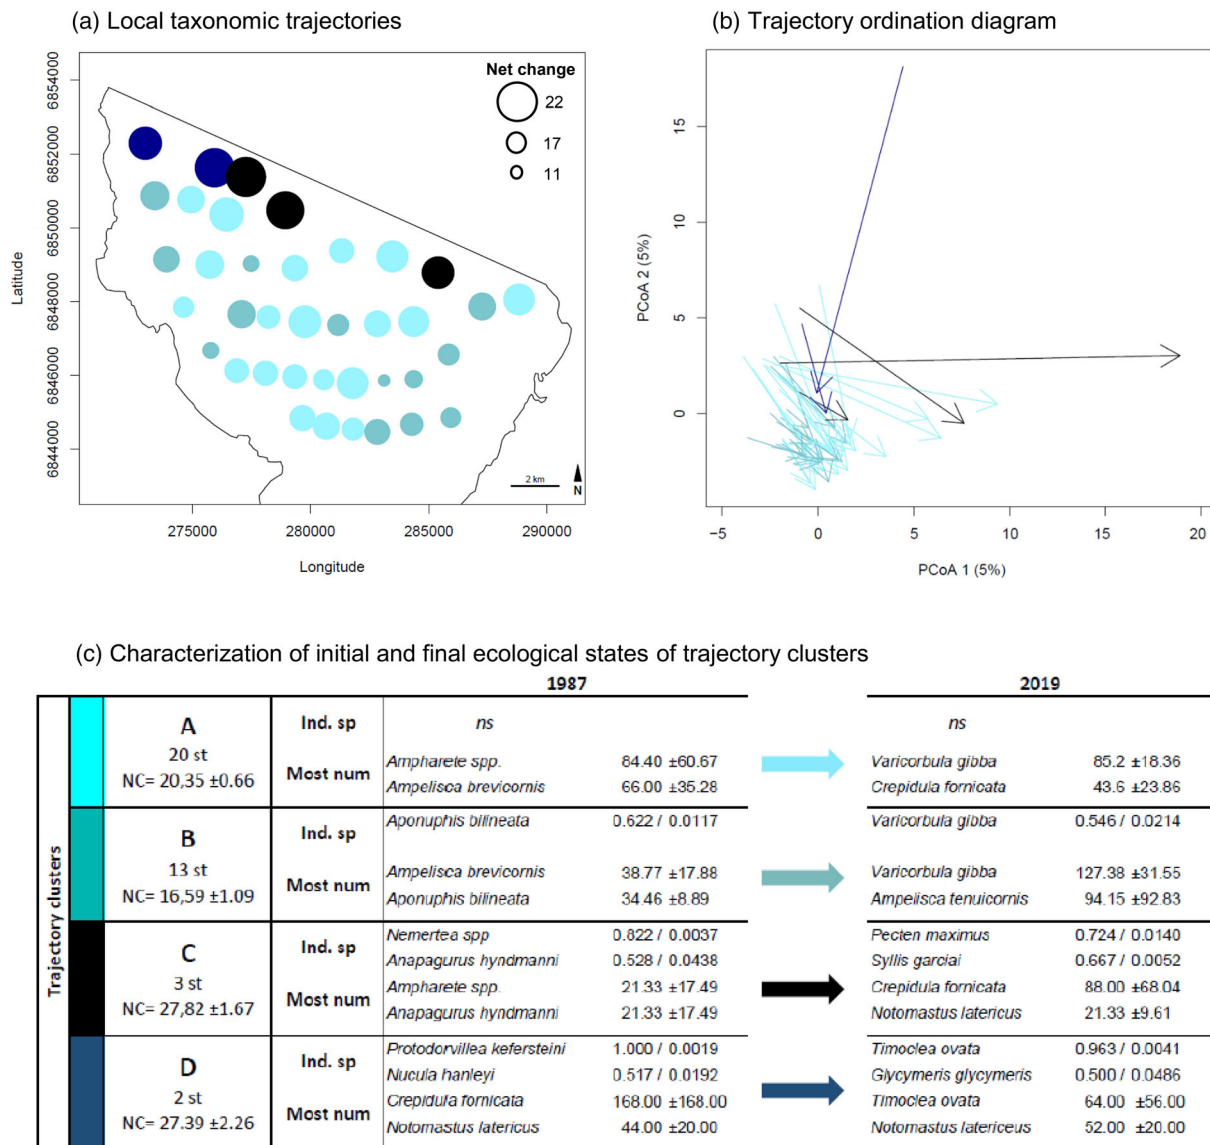 (a) Local taxonomic trajectories
(b) Trajectory ordination diagram
Net change
22
17
11
Latitude
6854000
6852000
6850000
6848000
6846000
6844000
2 km
N
275000 280000 285000 290000
Longitude
PCoA 2 (5%)
15
10
5
0
−5 0 5 10 15 20
PCoA 1 (5%)
(c) Characterization of initial and final ecological states of trajectory clusters
1987 2019
Trajectory clusters
A
20 st
NC= 20,35 ±0.66
Ind. sp ns ns
Most num
Ampharete spp. 84.40 ±60.67 Varicorbula gibba 85.2 ±18.36
Ampelisca brevicornis 66.00 ±35.28 Crepidula fornicata 43.6 ±23.86
B
13 st
NC= 16,59 ±1.09
Ind. sp
Aponuphis bilineata 0.622 / 0.0117 Varicorbula gibba 0.546 / 0.0214
Most num
Ampelisca brevicornis 38.77 ±17.88 Varicorbula gibba 127.38 ±31.55
Aponuphis bilineata 34.46 ±8.89 Ampelisca tenuicornis 94.15 ±92.83
C
3 st
NC= 27,82 ±1.67
Ind. sp
Nemertea spp 0.822 / 0.0037 Pecten maximus 0.724 / 0.0140
Anapagurus hyndmanni 0.528 / 0.0438 Syllis garciai 0.667 / 0.0052
Most num
Ampharete spp. 21.33 ±17.49 Crepidula fornicata 88.00 ±68.04
Anapagurus hyndmanni 21.33 ±17.49 Notomastus latericus 21.33 ±9.61
D
2 st
NC= 27.39 ±2.26
Ind. sp
Protodorvillea kefersteini 1.000 / 0.0019 Timoclea ovata 0.963 / 0.0041
Nucula hanleyi 0.517 / 0.0192 Glycymeris glycymeris 0.500 / 0.0486
Most num
Crepidula fornicata 168.00 ±168.00 Timoclea ovata 64.00 ±56.00
Notomastus latericus 44.00 ±20.00 Notomastus latericeus 52.00 ±20.00